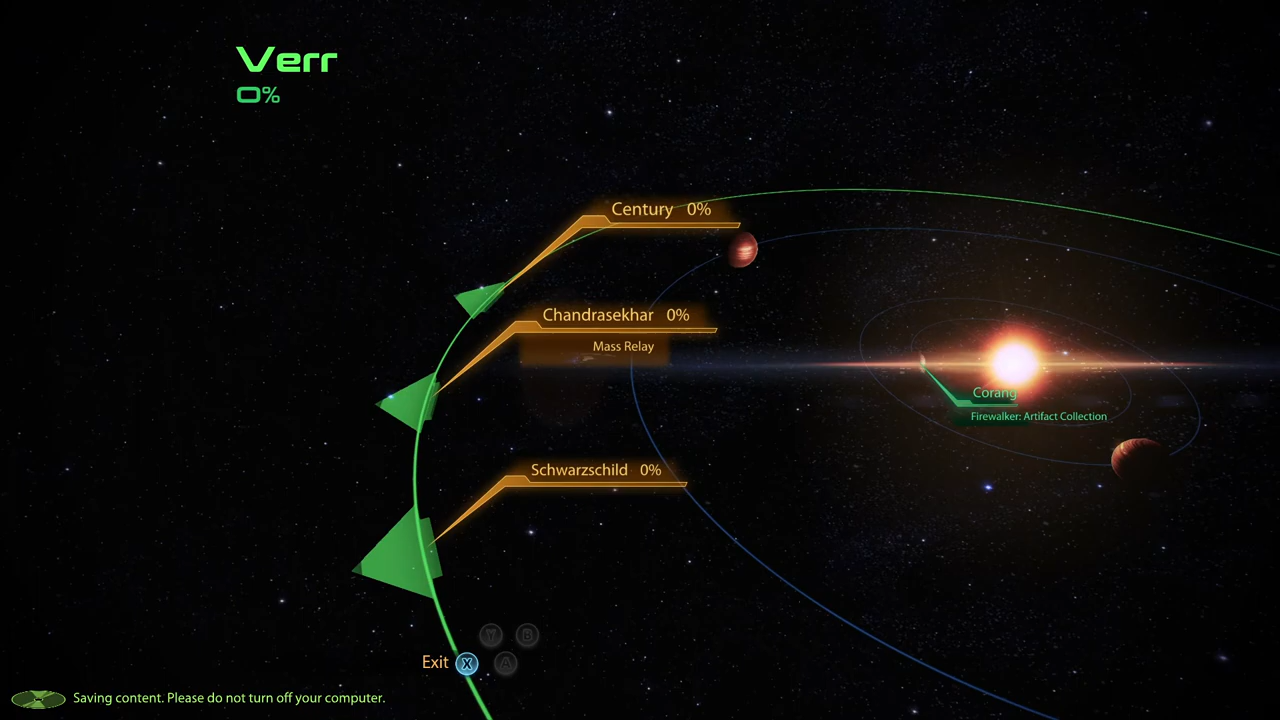 Verr
0%
Century 0%
Chandrasekhar 0%
Mass Relay
Corang
Firewalker: Artifact Collection
Schwarzschild 0%
Y B
Exit X A
Saving content. Please do not turn off your computer.